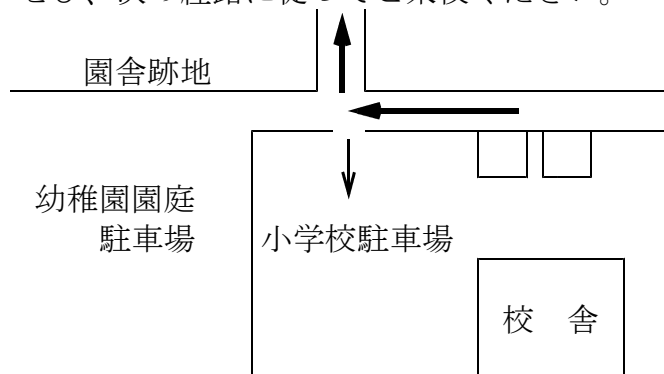 園舎跡地
幼稚園園庭
駐車場
小学校駐車場
校 舎